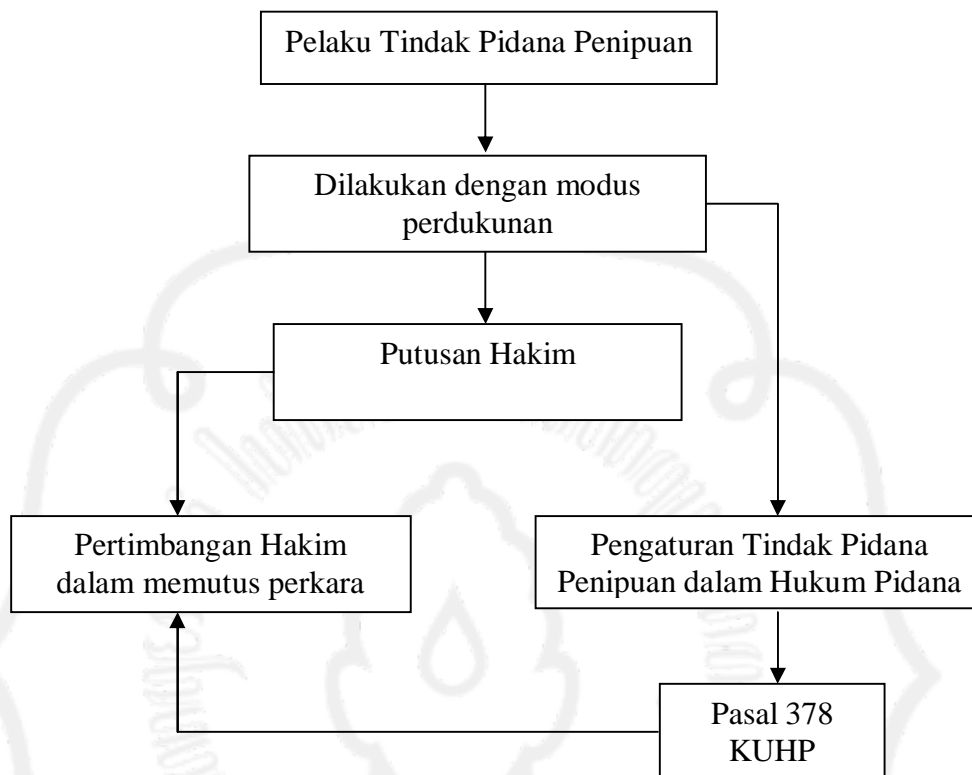 Pelaku Tindak Pidana Penipuan
Dilakukan dengan modus
perdukunan
Putusan Hakim
Pertimbangan Hakim
dalam memutus perkara
Pengaturan Tindak Pidana
Penipuan dalam Hukum Pidana
Pasal 378
KUHP